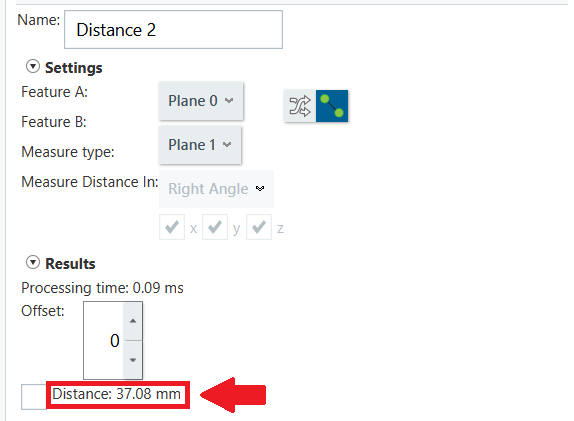 Name: Distance 2
Settings
Feature A: Plane 0
Feature B:
Measure type: Plane 1
Measure Distance In: Right Angle
x y z
Results
Processing time: 0.09 ms
Offset: 0
Distance: 37.08 mm